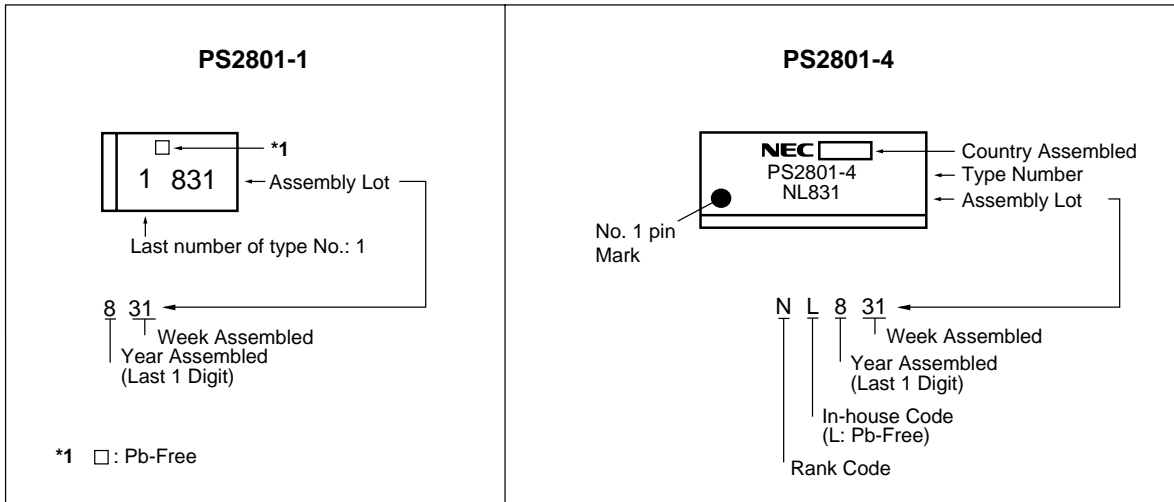 PS2801-1
*1
1 831
Assembly Lot
Last number of type No.: 1
8 31
Week Assembled
Year Assembled
(Last 1 Digit)
*1 □ : Pb-Free
PS2801-4
NEC
Country Assembled
PS2801-4
Type Number
NL831
Assembly Lot
No. 1 pin
Mark
N L 8 31
Week Assembled
Year Assembled
(Last 1 Digit)
In-house Code
(L: Pb-Free)
Rank Code